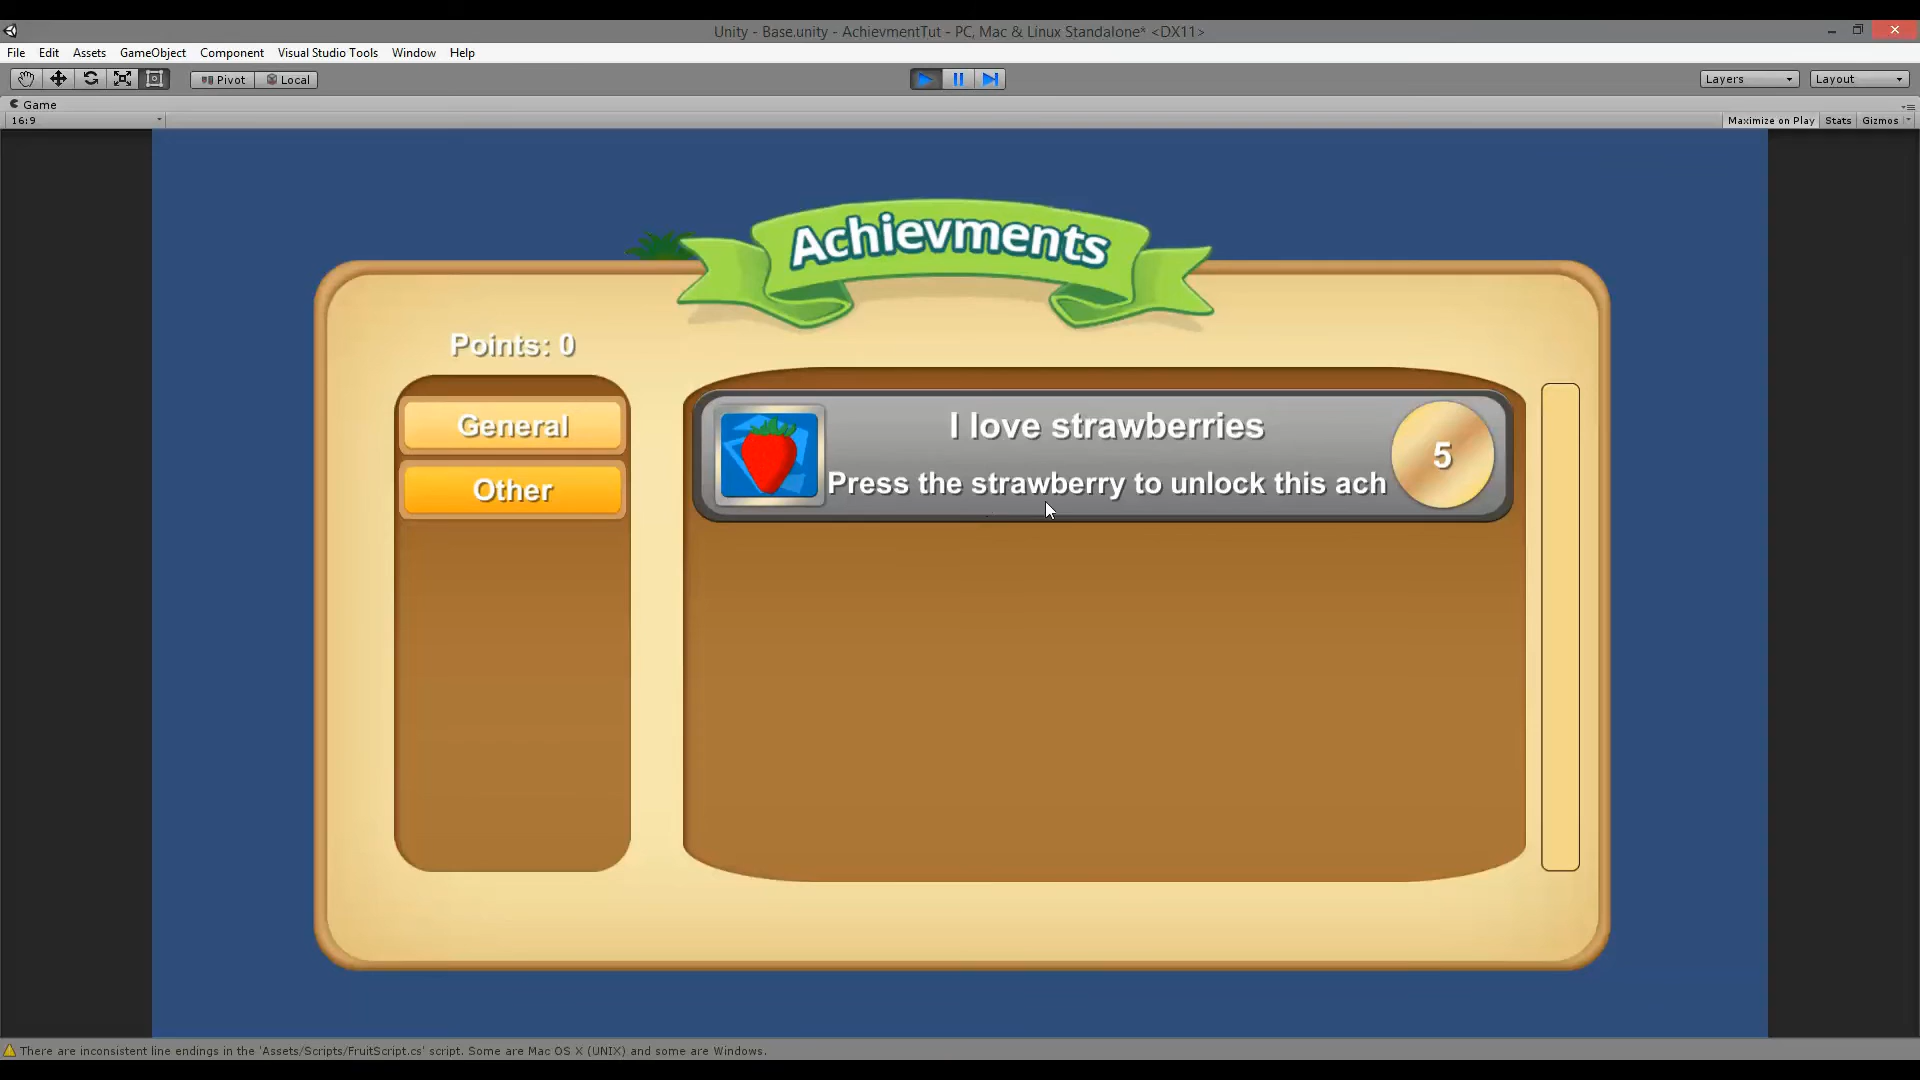 Unity - Base.unity - AchievmentTut - PC, Mac & Linux Standalone* <DX11>
File Edit Assets GameObject Component Visual Studio Tools Window Help
Pivot Local Layers Layout
Game
16:9 Maximize on Play Stats Gizmos
Achievments
Points: 0
General
Other
I love strawberries
Press the strawberry to unlock this ach
5
There are inconsistent line endings in the 'Assets/Scripts/FruitScript.cs' script. Some are Mac OS X (UNIX) and some are Windows.